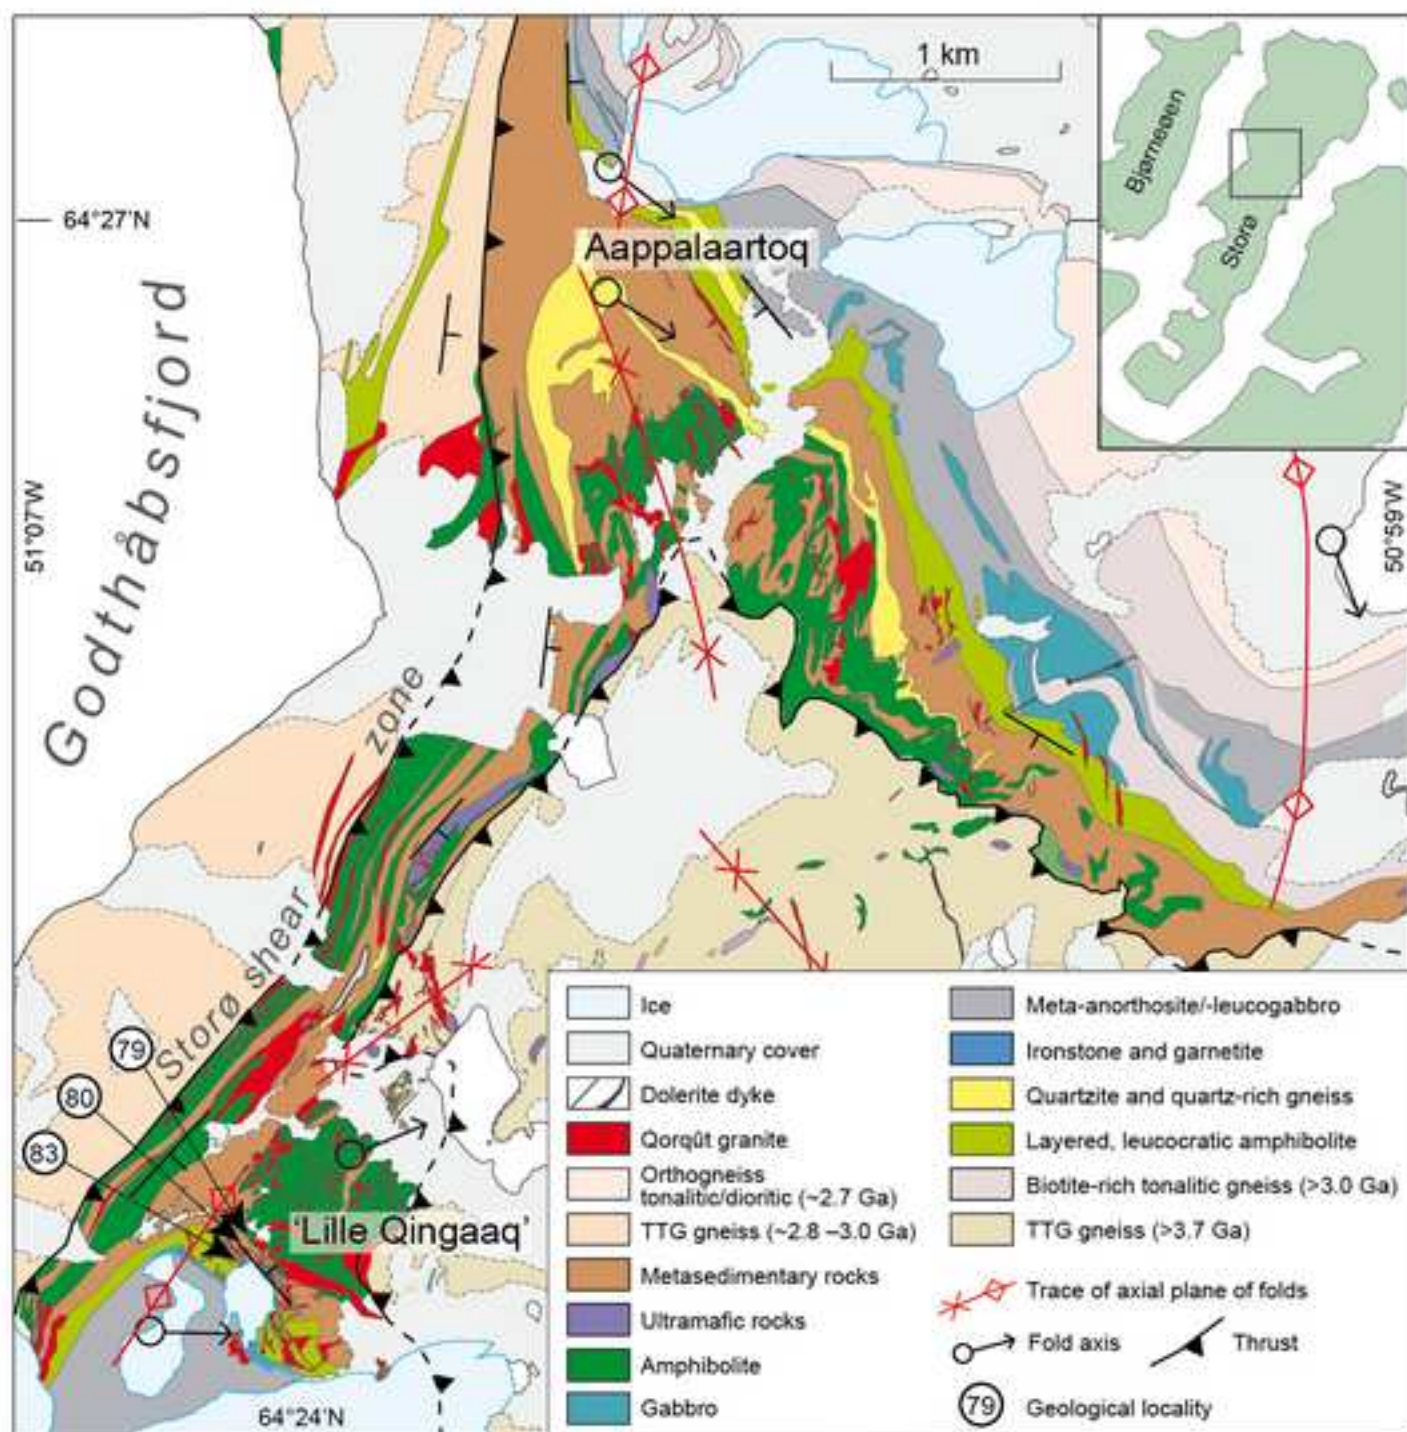 1 km
Bjørneøen
Storø
64°27'N
Aappalaartoq
Godthåbsfjord
51°07'W
50°59'W
Storø shear zone
79
80
83
'Lille Qingaaq'
64°24'N
Ice
Quaternary cover
Dolerite dyke
Qorqût granite
Orthogneiss
tonalitic/dioritic (~2.7 Ga)
TTG gneiss (~2.8 –3.0 Ga)
Metasedimentary rocks
Ultramafic rocks
Amphibolite
Gabbro
Meta-anorthosite/-leucogabbro
Ironstone and garnetite
Quartzite and quartz-rich gneiss
Layered, leucocratic amphibolite
Biotite-rich tonalitic gneiss (>3.0 Ga)
TTG gneiss (>3.7 Ga)
Trace of axial plane of folds
Fold axis
Thrust
79
Geological locality